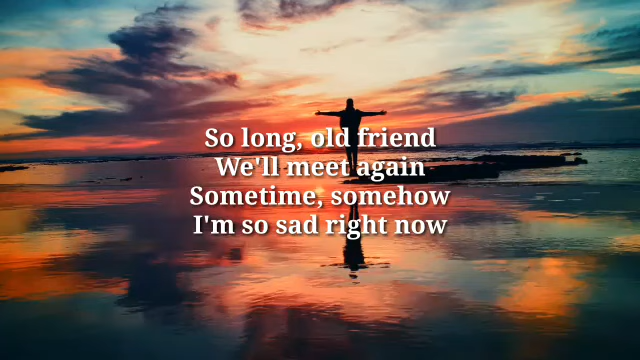 So long, old friend
We'll meet again
Sometime, somehow
I'm so sad right now